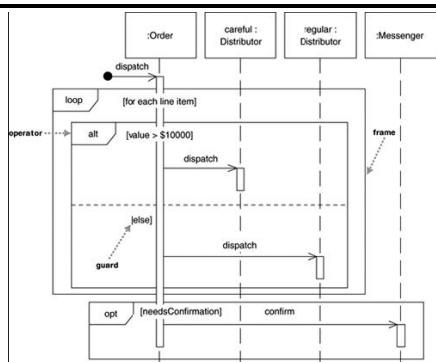 :Order
careful :
Distributor
regular :
Distributor
:Messenger
dispatch
loop
[for each line item]
operator
alt
[value > $10000]
frame
dispatch
[else]
dispatch
guard
opt
[needsConfirmation]
confirm